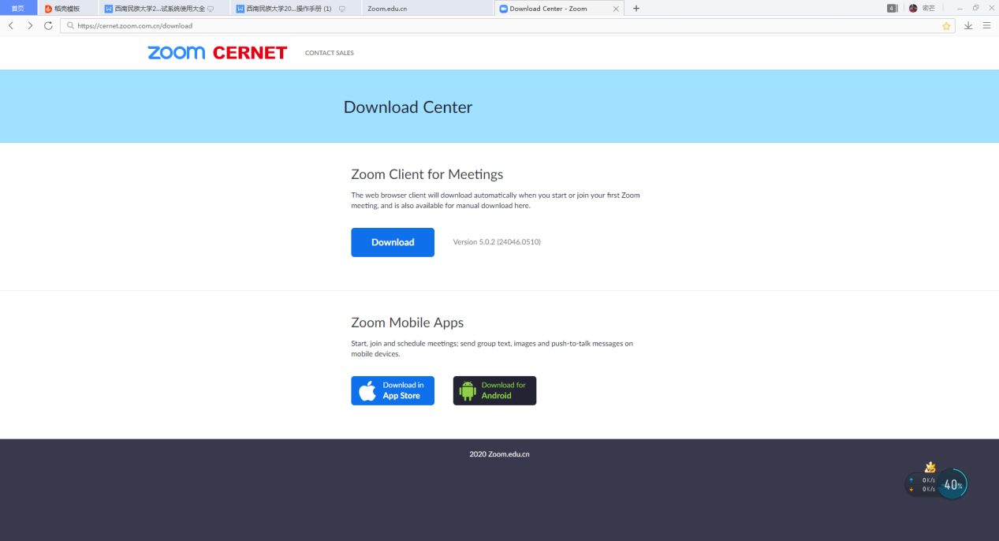 首页
稻壳模板
西南民族大学2...试系统使用大全
西南民族大学20...操作手册 (1)
Zoom.edu.cn
Download Center - Zoom
4
密芒
https://cernet.zoom.com.cn/download
zoom CERNET
CONTACT SALES
Download Center
Zoom Client for Meetings
The web browser client will download automatically when you start or join your first Zoom
meeting, and is also available for manual download here.
Download
Version 5.0.2 (24046.0510)
Zoom Mobile Apps
Start, join and schedule meetings; send group text, images and push-to-talk messages on
mobile devices.
Download in
App Store
Download for
Android
2020 Zoom.edu.cn
0 K/s
0 K/s
40%